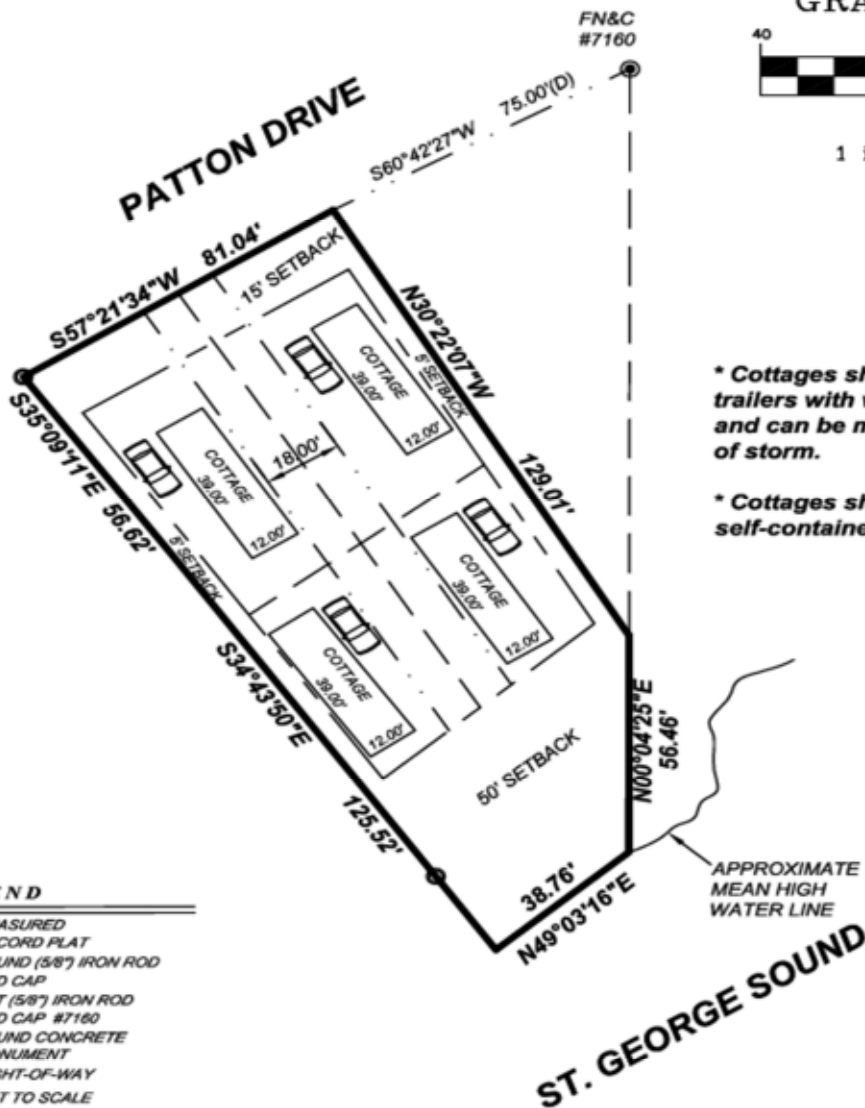 GRA
40
1
FN&C
#7160
PATTON DRIVE
S60°42'27"W 75.00'(D)
S57°21'34"W 81.04'
15' SETBACK
N30°22'07"W
129.01'
COTTAGE
39.00'
12.00'
5' SETBACK
COTTAGE
39.00'
12.00'
18.00'
S35°09'11"E 56.62'
5' SETBACK
COTTAGE
39.00'
12.00'
COTTAGE
39.00'
12.00'
S34°43'50"E
125.52'
50' SETBACK
N00°04'25"E
56.46'
38.76'
N49°03'16"E
APPROXIMATE
MEAN HIGH
WATER LINE
ST. GEORGE SOUND
* Cottages sh
trailers with
and can be m
of storm.
* Cottages sh
self-containe
N D
ASURED
CORD PLAT
UND (5/8") IRON ROD
D CAP
T (5/8") IRON ROD
D CAP #7160
UND CONCRETE
NUMENT
GHT-OF-WAY
T TO SCALE